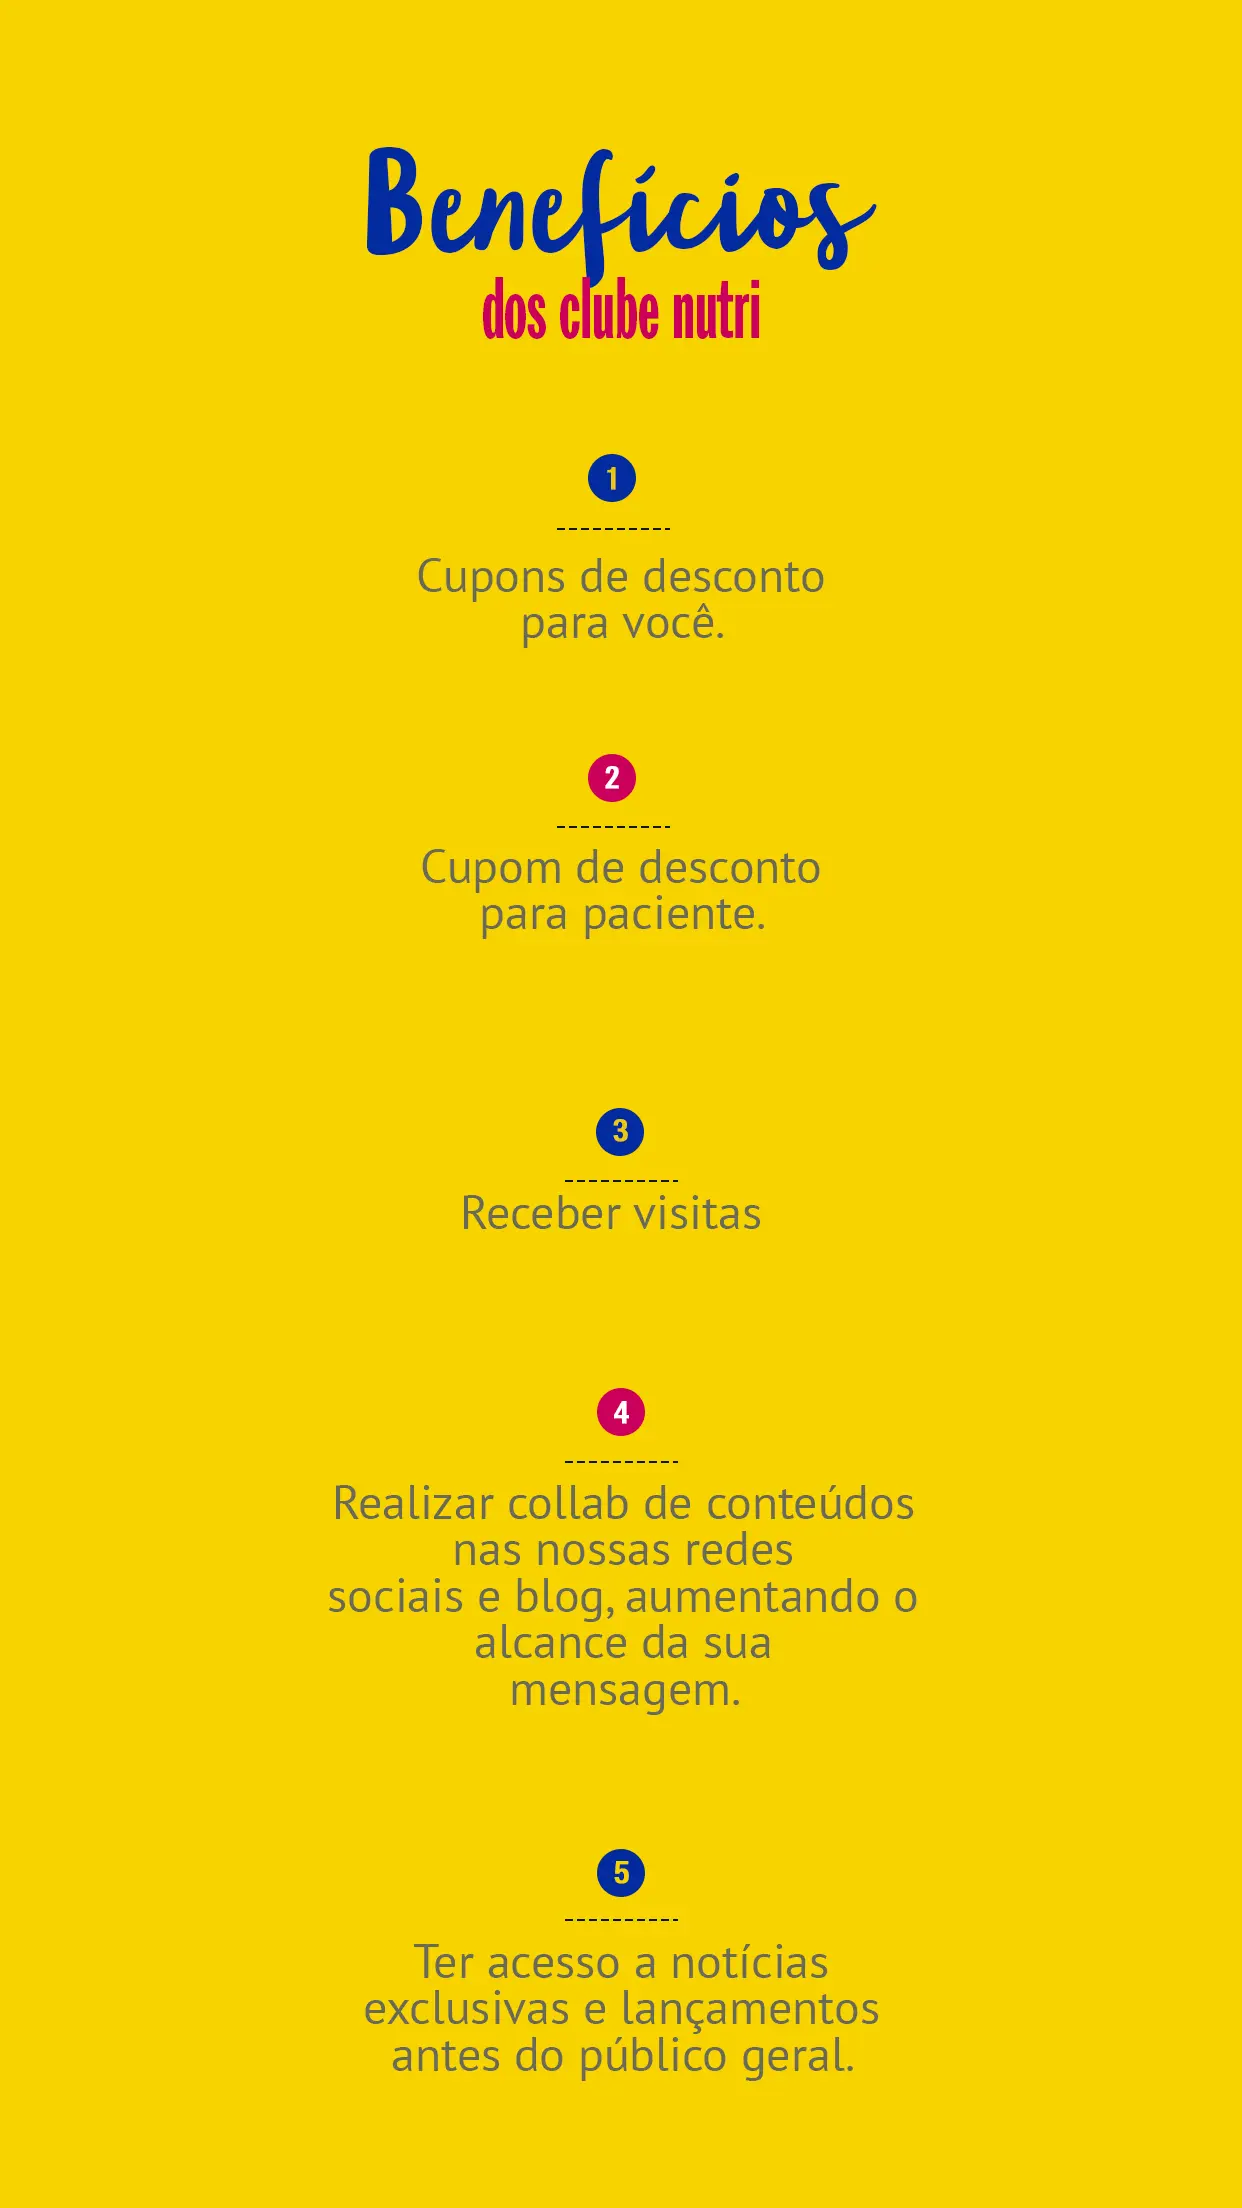 Benefícios
dos clube nutri
1
Cupons de desconto
para você.
2
Cupom de desconto
para paciente.
3
Receber visitas
4
Realizar collab de conteúdos
nas nossas redes
sociais e blog, aumentando o
alcance da sua
mensagem.
5
Ter acesso a notícias
exclusivas e lançamentos
antes do público geral.